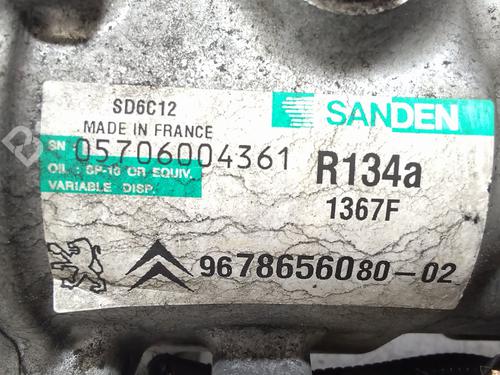 SD6C12
MADE IN FRANCE
SANDEN
SN 05706004361
OIL : SP-10 OR EQUIV.
VARIABLE DISP.
R134a
1367F
9678656080-02